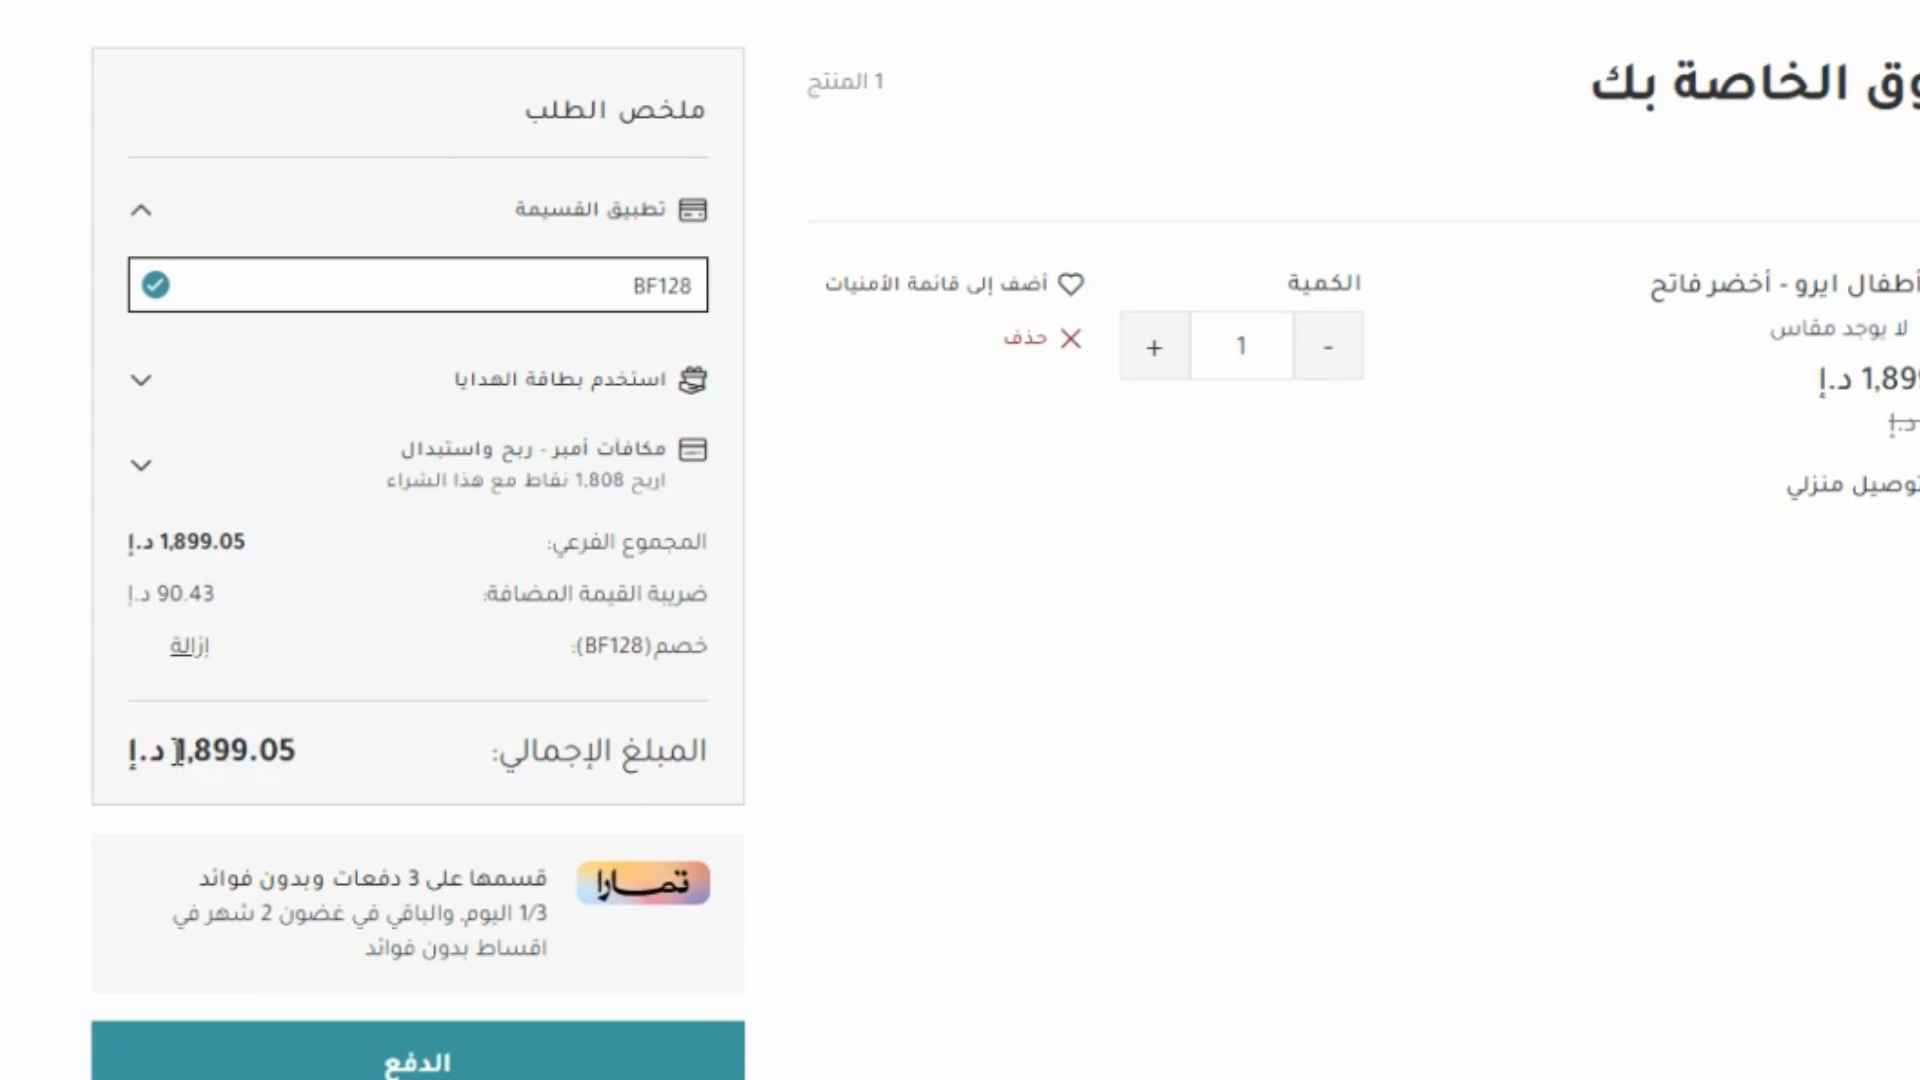 وق الخاصة بك
1 المنتج
أطفال ايرو - أخضر فاتح
لا يوجد مقاس
1,899 د.إ
د.إ
توصيل منزلي
الكمية
- 1 +
أضف إلى قائمة الأمنيات
حذف
ملخص الطلب
تطبيق القسيمة
BF128
استخدم بطاقة الهدايا
مكافآت أمبر - ربح واستبدال
اربح 1,808 نقاط مع هذا الشراء
المجموع الفرعي: 1,899.05 د.إ
ضريبة القيمة المضافة: 90.43 د.إ
خصم(BF128): إزالة
المبلغ الإجمالي: 1,899.05 د.إ
تمارا
قسمها على 3 دفعات وبدون فوائد
1/3 اليوم, والباقي في غضون 2 شهر في
اقساط بدون فوائد
الدفع